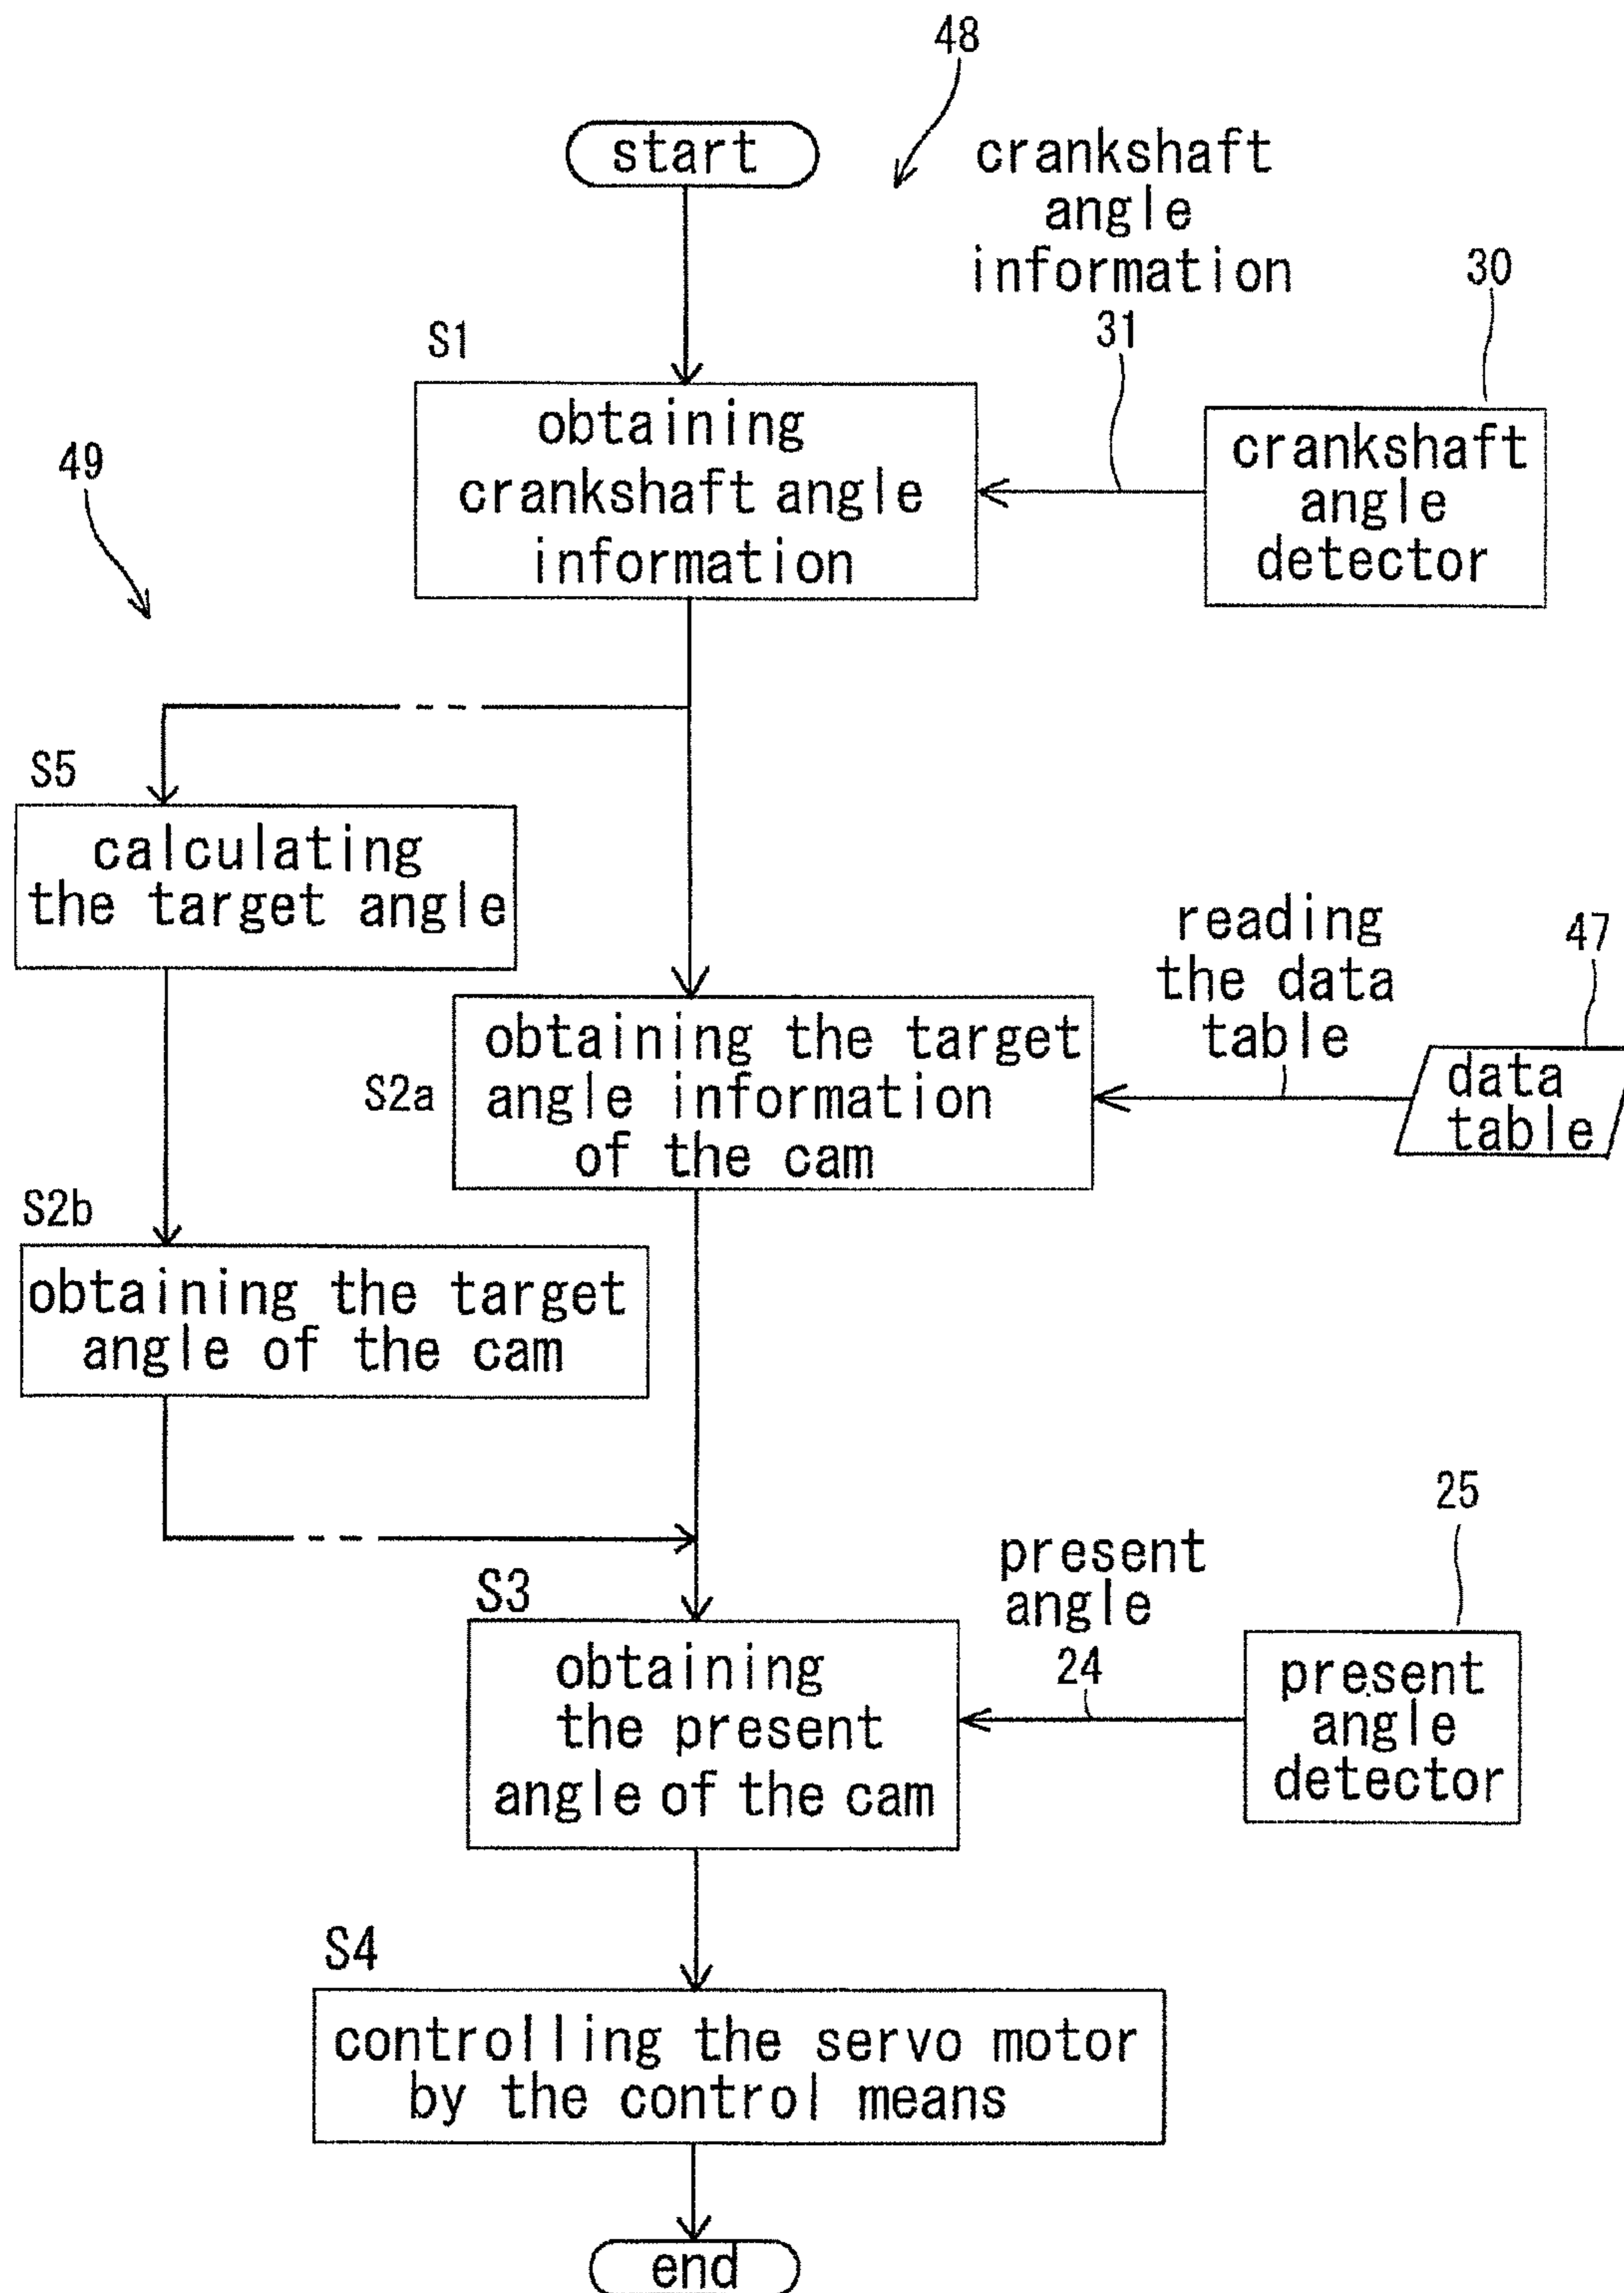 48
start
crankshaft
angle
information
31
30
S1
obtaining
crankshaft angle
information
crankshaft
angle
detector
49
S5
calculating
the target angle
reading
the data
table
47
data
table
S2a
obtaining the target
angle information
of the cam
S2b
obtaining the target
angle of the cam
S3
obtaining
the present
angle of the cam
present
angle
24
25
present
angle
detector
S4
controlling the servo motor
by the control means
end